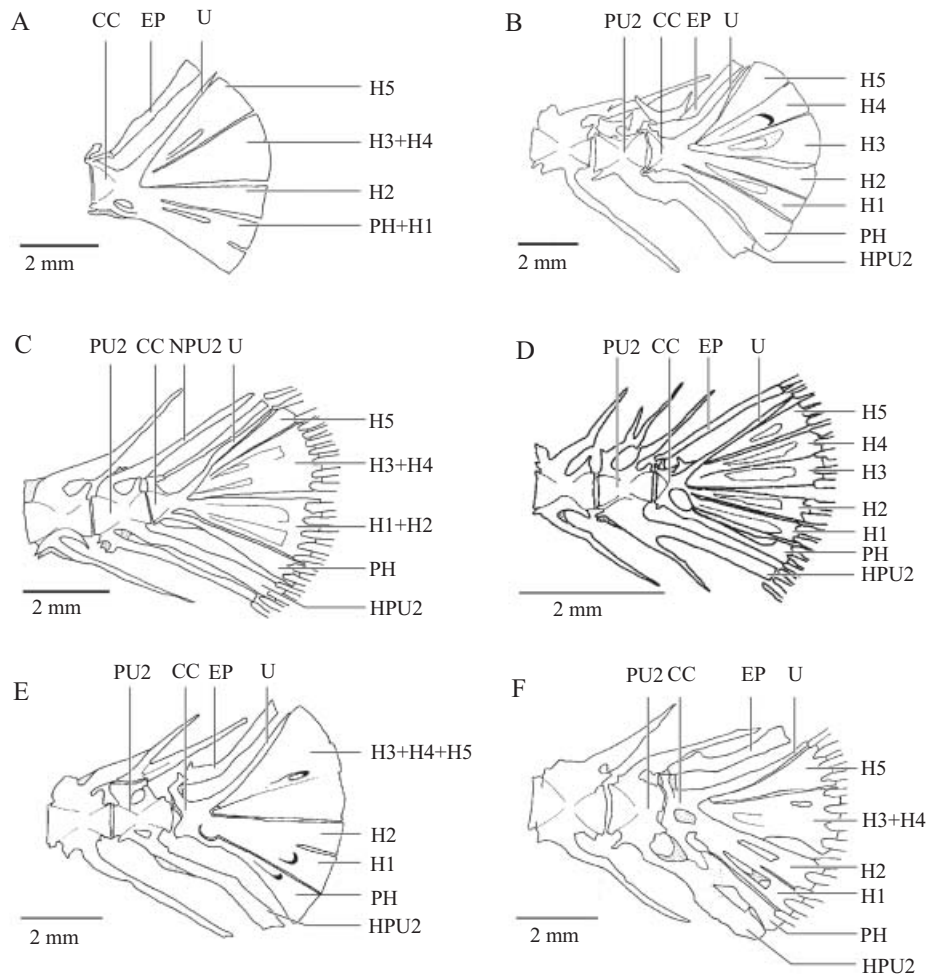 A
CC EP U
H5
H3+H4
H2
PH+H1
2 mm
B
PU2 CC EP U
H5
H4
H3
H2
H1
PH
HPU2
2 mm
C
PU2 CC NPU2 U
H5
H3+H4
H1+H2
PH
HPU2
2 mm
D
PU2 CC EP U
H5
H4
H3
H2
H1
PH
HPU2
2 mm
E
PU2 CC EP U
H3+H4+H5
H2
H1
PH
HPU2
2 mm
F
PU2 CC EP U
H5
H3+H4
H2
H1
PH
HPU2
2 mm